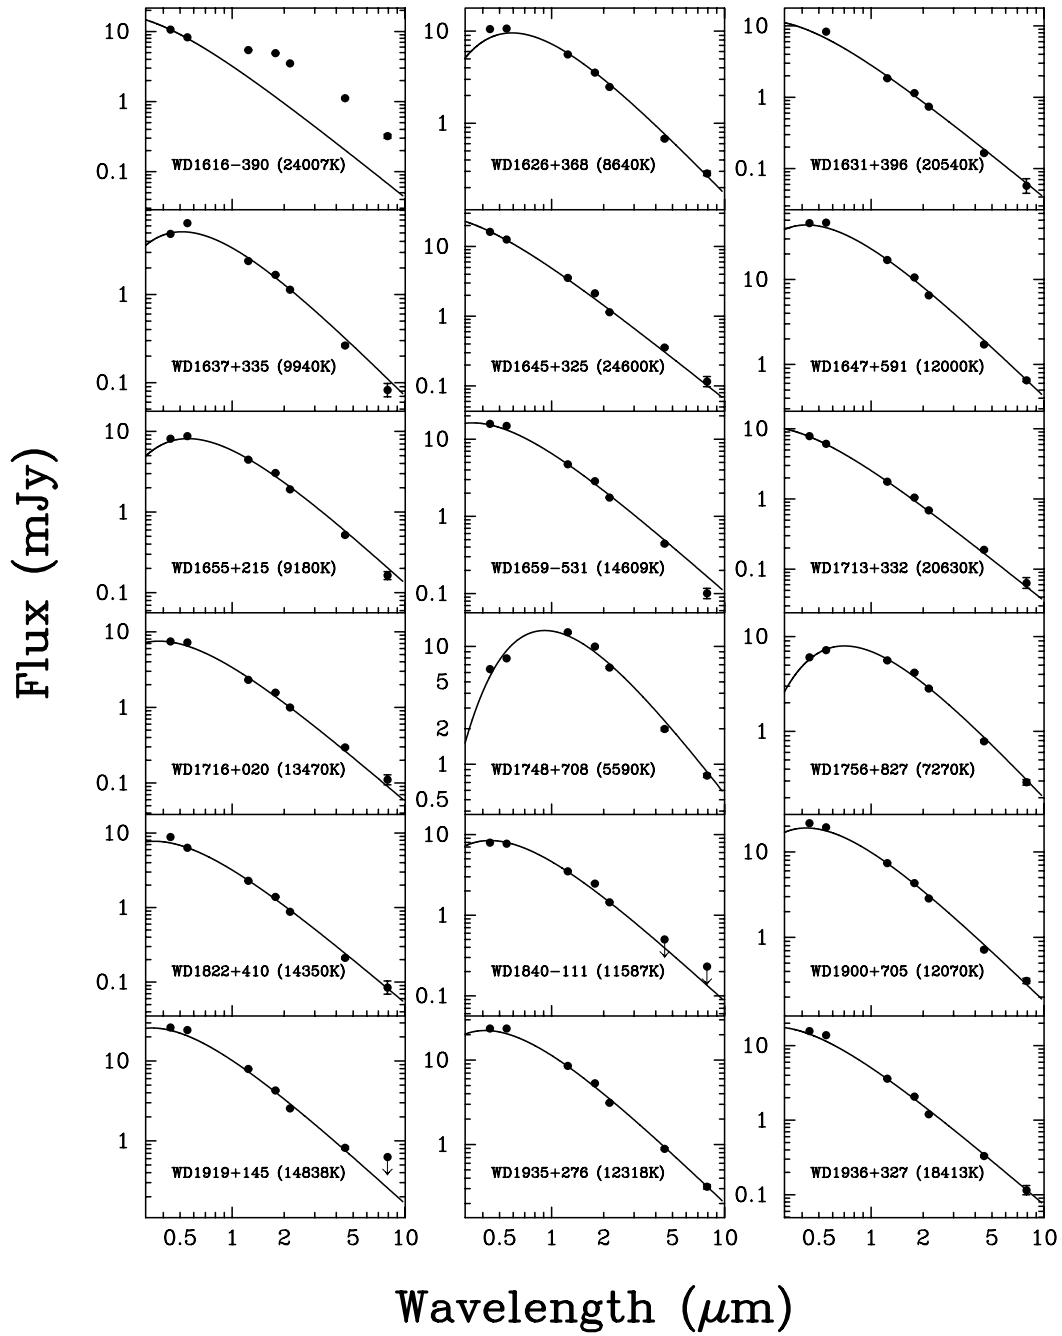 10
1
0.1
WD1616−390 (24007K)
10
1
WD1626+368 (8640K)
10
1
0.1
WD1631+396 (20540K)
1
0.1
WD1637+335 (9940K)
10
1
0.1
WD1645+325 (24600K)
10
1
WD1647+591 (12000K)
10
1
0.1
WD1655+215 (9180K)
10
1
0.1
WD1659−531 (14609K)
10
1
0.1
WD1713+332 (20630K)
10
1
0.1
WD1716+020 (13470K)
10
5
2
1
0.5
WD1748+708 (5590K)
10
1
WD1756+827 (7270K)
10
1
0.1
WD1822+410 (14350K)
10
1
0.1
WD1840−111 (11587K)
10
1
WD1900+705 (12070K)
10
1
WD1919+145 (14838K)
10
1
WD1935+276 (12318K)
10
1
0.1
WD1936+327 (18413K)
0.5 1 2 5 10
0.5 1 2 5 10
0.5 1 2 5 10
Flux (mJy)
Wavelength (μm)